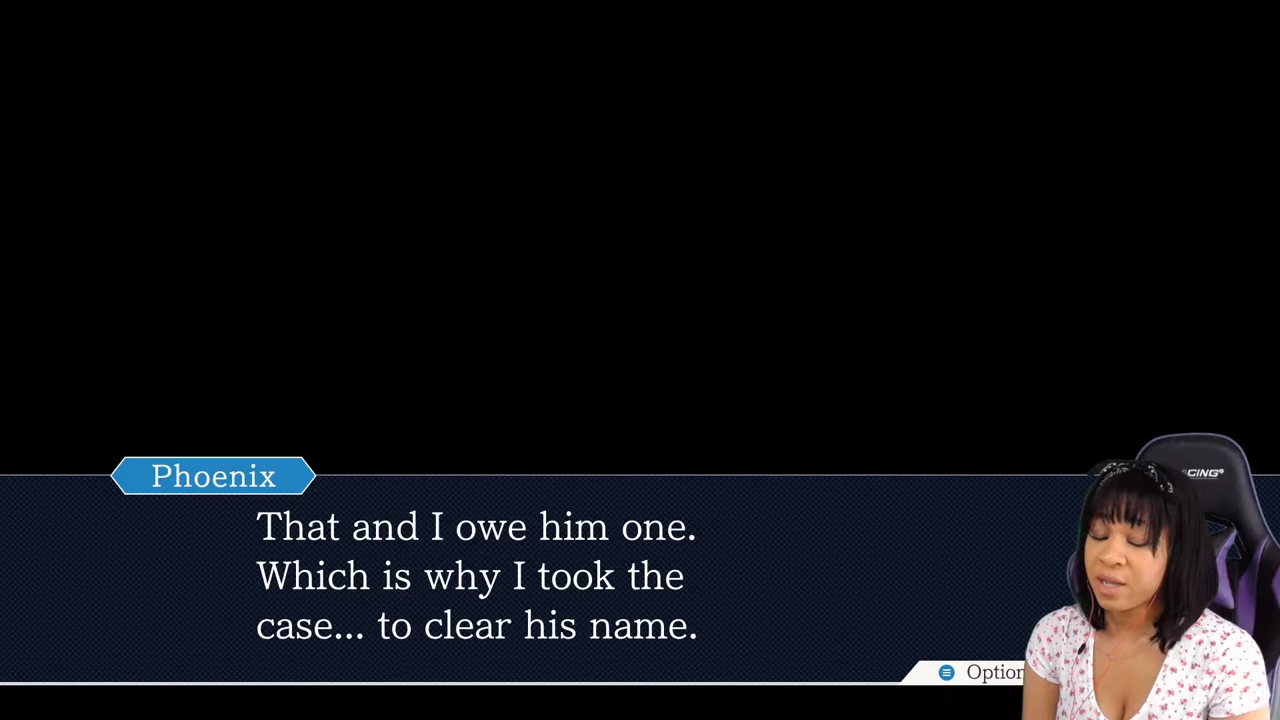 Phoenix
That and I owe him one.
Which is why I took the
case... to clear his name.
Option